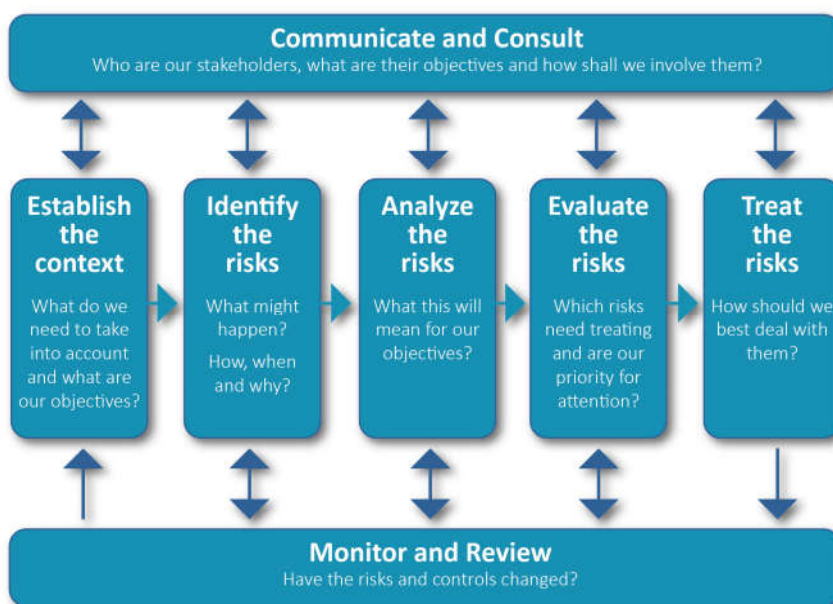 Communicate and Consult
Who are our stakeholders, what are their objectives and how shall we involve them?
Establish
the
context
What do we
need to take
into account
and what are
our objectives?
Identify
the
risks
What might
happen?
How, when
and why?
Analyze
the
risks
What this will
mean for our
objectives?
Evaluate
the
risks
Which risks
need treating
and are our
priority for
attention?
Treat
the
risks
How should we
best deal with
them?
Monitor and Review
Have the risks and controls changed?